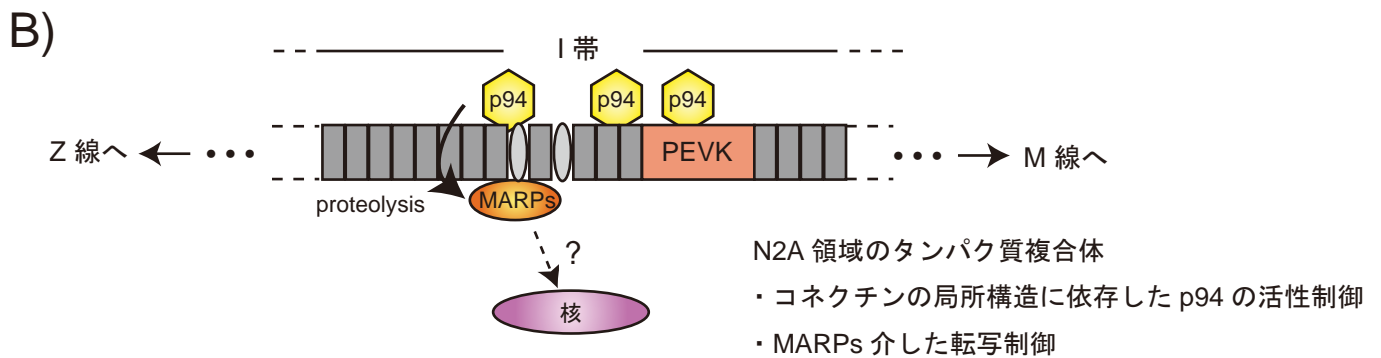 B)
I 帯
p94 p94 p94
Z 線へ ••• PEVK ••• M 線へ
proteolysis MARPs
?
核
N2A 領域のタンパク質複合体
・コネクチンの局所構造に依存した p94 の活性制御
・MARPs 介した転写制御